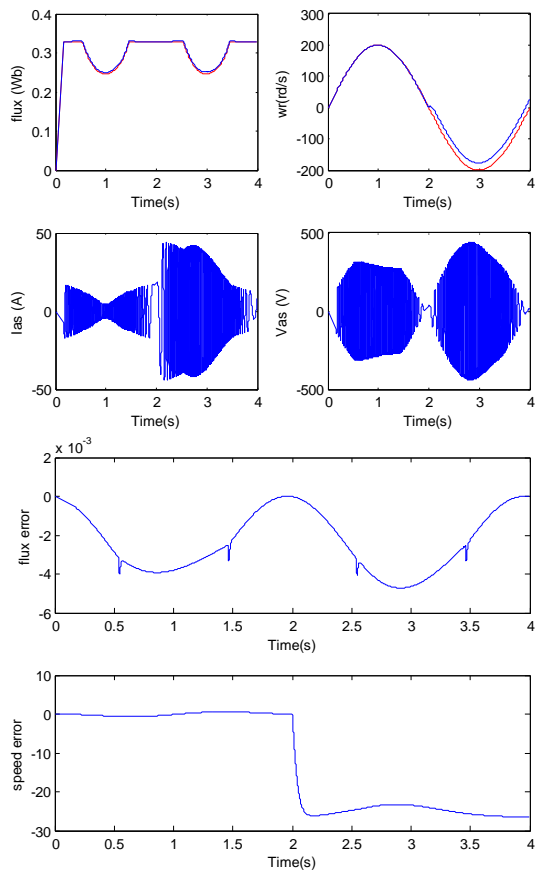 0.4
0.3
0.2
0.1
0
flux (Wb)
0 1 2 3 4
Time(s)
300
200
100
0
-100
-200
wr(rd/s)
0 1 2 3 4
Time(s)
50
0
-50
Ias (A)
0 1 2 3 4
Time(s)
500
0
-500
Vas (V)
0 1 2 3 4
Time(s)
x 10-3
2
0
-2
-4
-6
flux error
0 0.5 1 1.5 2 2.5 3 3.5 4
Time(s)
10
0
-10
-20
-30
speed error
0 0.5 1 1.5 2 2.5 3 3.5 4
Time(s)